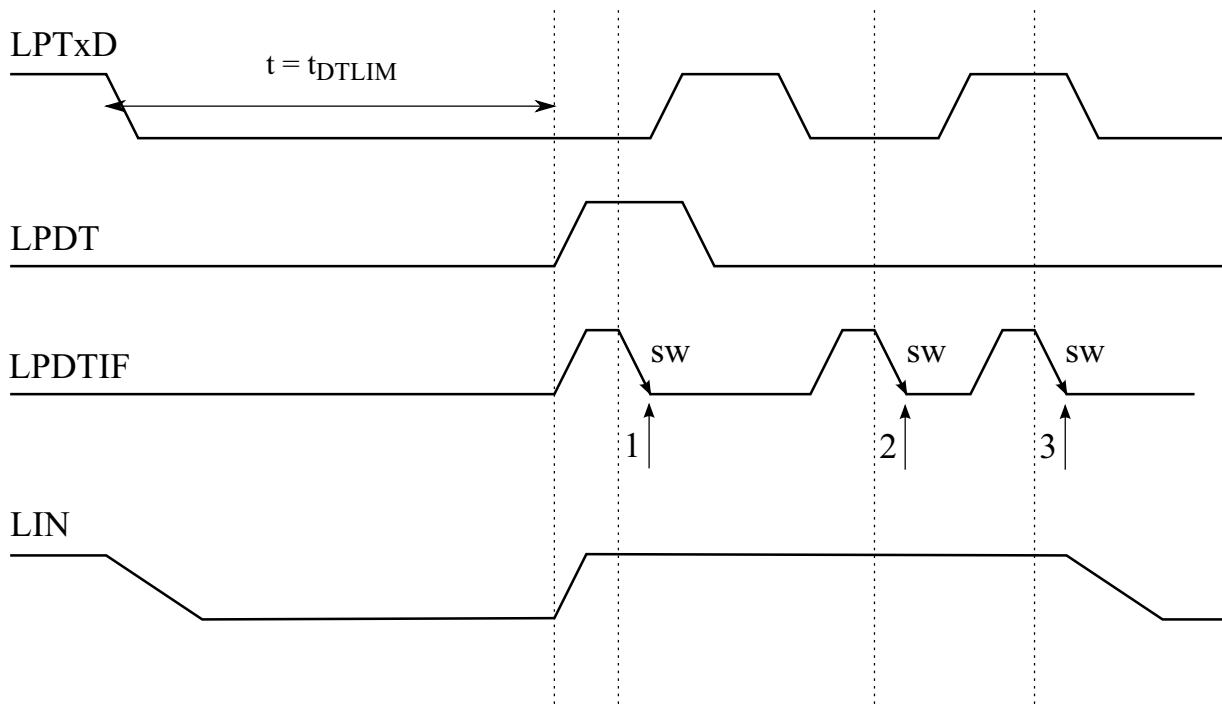 LPTxD
t = tDTLIM
LPDT
LPDTIF
sw
sw
sw
1
2
3
LIN